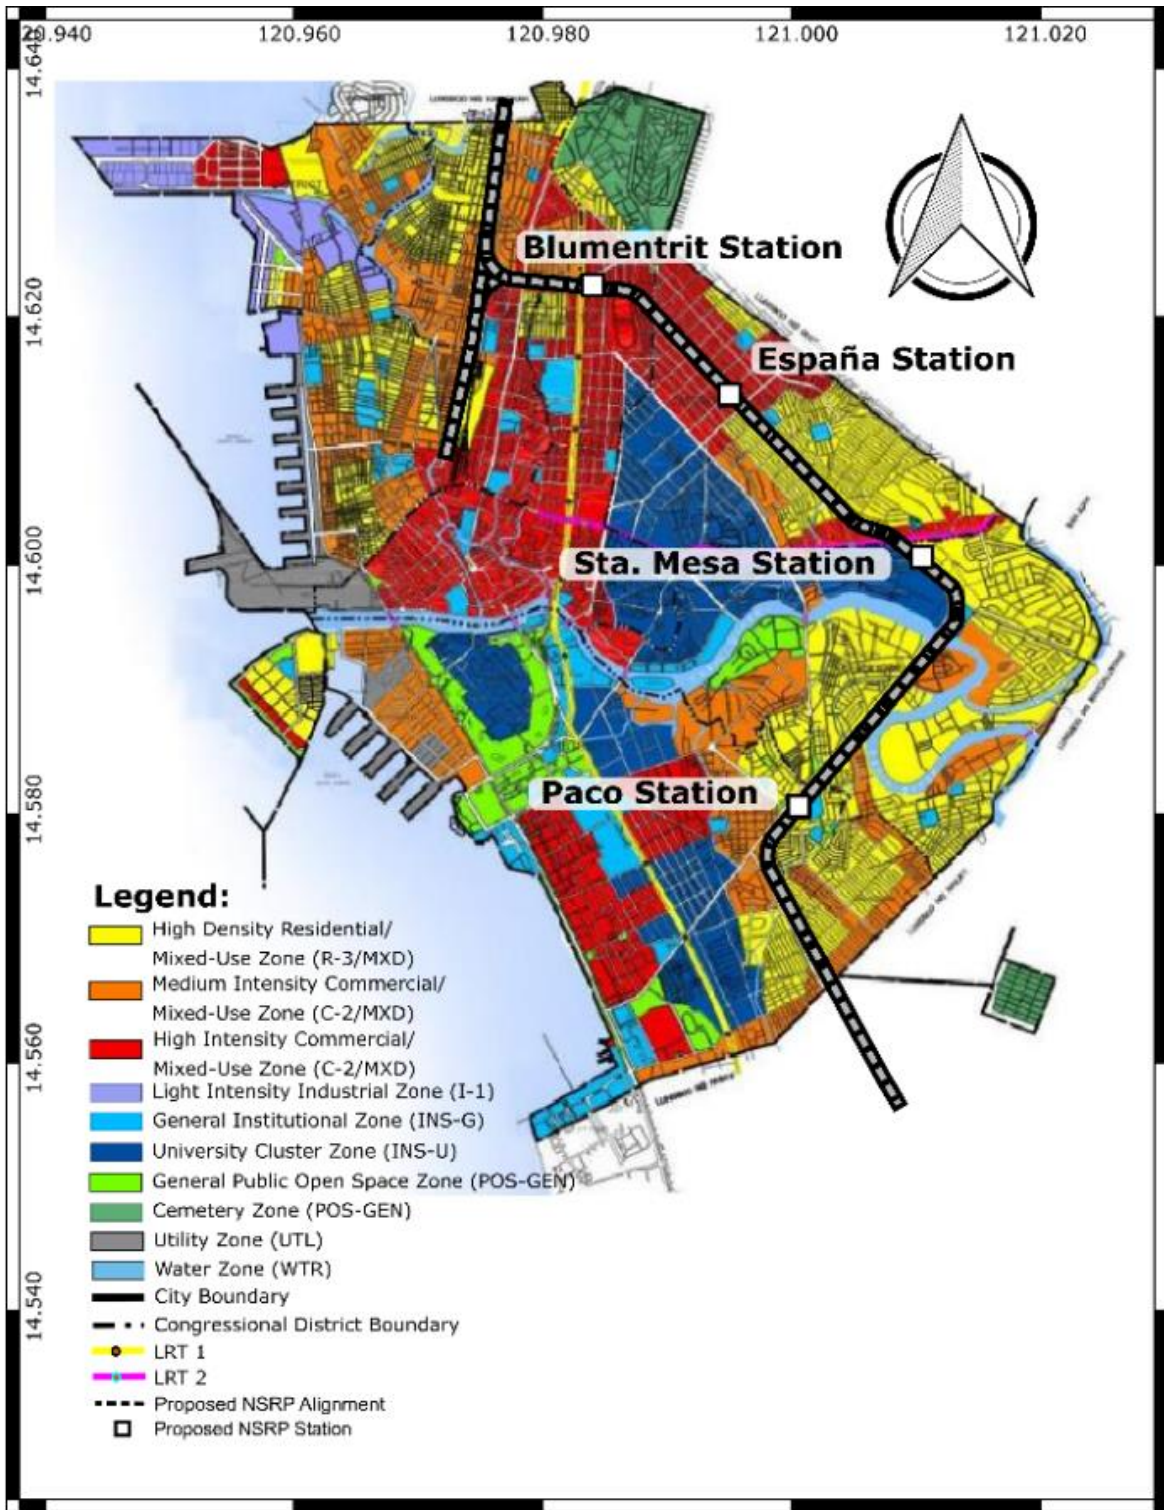 120.940
120.960
120.980
121.000
121.020
14.640
14.620
14.600
14.580
14.560
14.540
Blumentrit Station
España Station
Sta. Mesa Station
Paco Station
Legend:
High Density Residential/
Mixed-Use Zone (R-3/MXD)
Medium Intensity Commercial/
Mixed-Use Zone (C-2/MXD)
High Intensity Commercial/
Mixed-Use Zone (C-2/MXD)
Light Intensity Industrial Zone (I-1)
General Institutional Zone (INS-G)
University Cluster Zone (INS-U)
General Public Open Space Zone (POS-GEN)
Cemetery Zone (POS-GEN)
Utility Zone (UTL)
Water Zone (WTR)
City Boundary
Congressional District Boundary
LRT 1
LRT 2
Proposed NSRP Alignment
Proposed NSRP Station